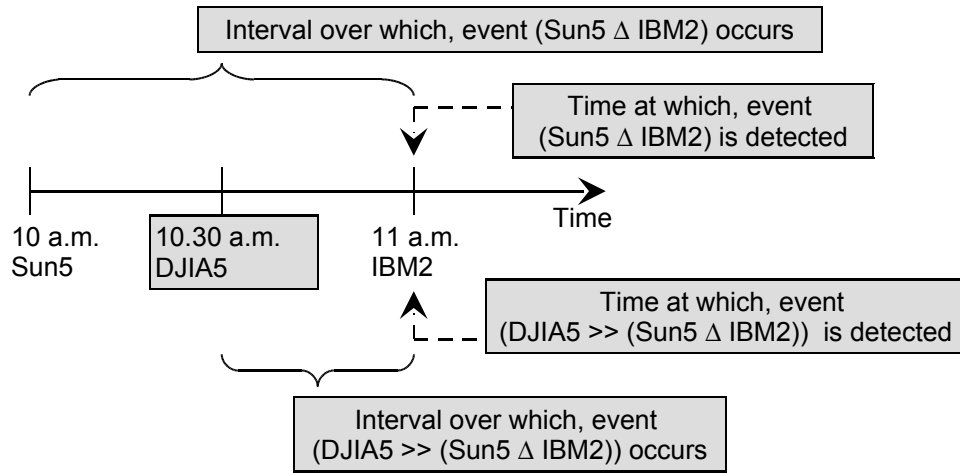 Interval over which, event (Sun5 Δ IBM2) occurs
Time at which, event
(Sun5 Δ IBM2) is detected
Time
10 a.m.
Sun5
10.30 a.m.
DJIA5
11 a.m.
IBM2
Time at which, event
(DJIA5 >> (Sun5 Δ IBM2)) is detected
Interval over which, event
(DJIA5 >> (Sun5 Δ IBM2)) occurs